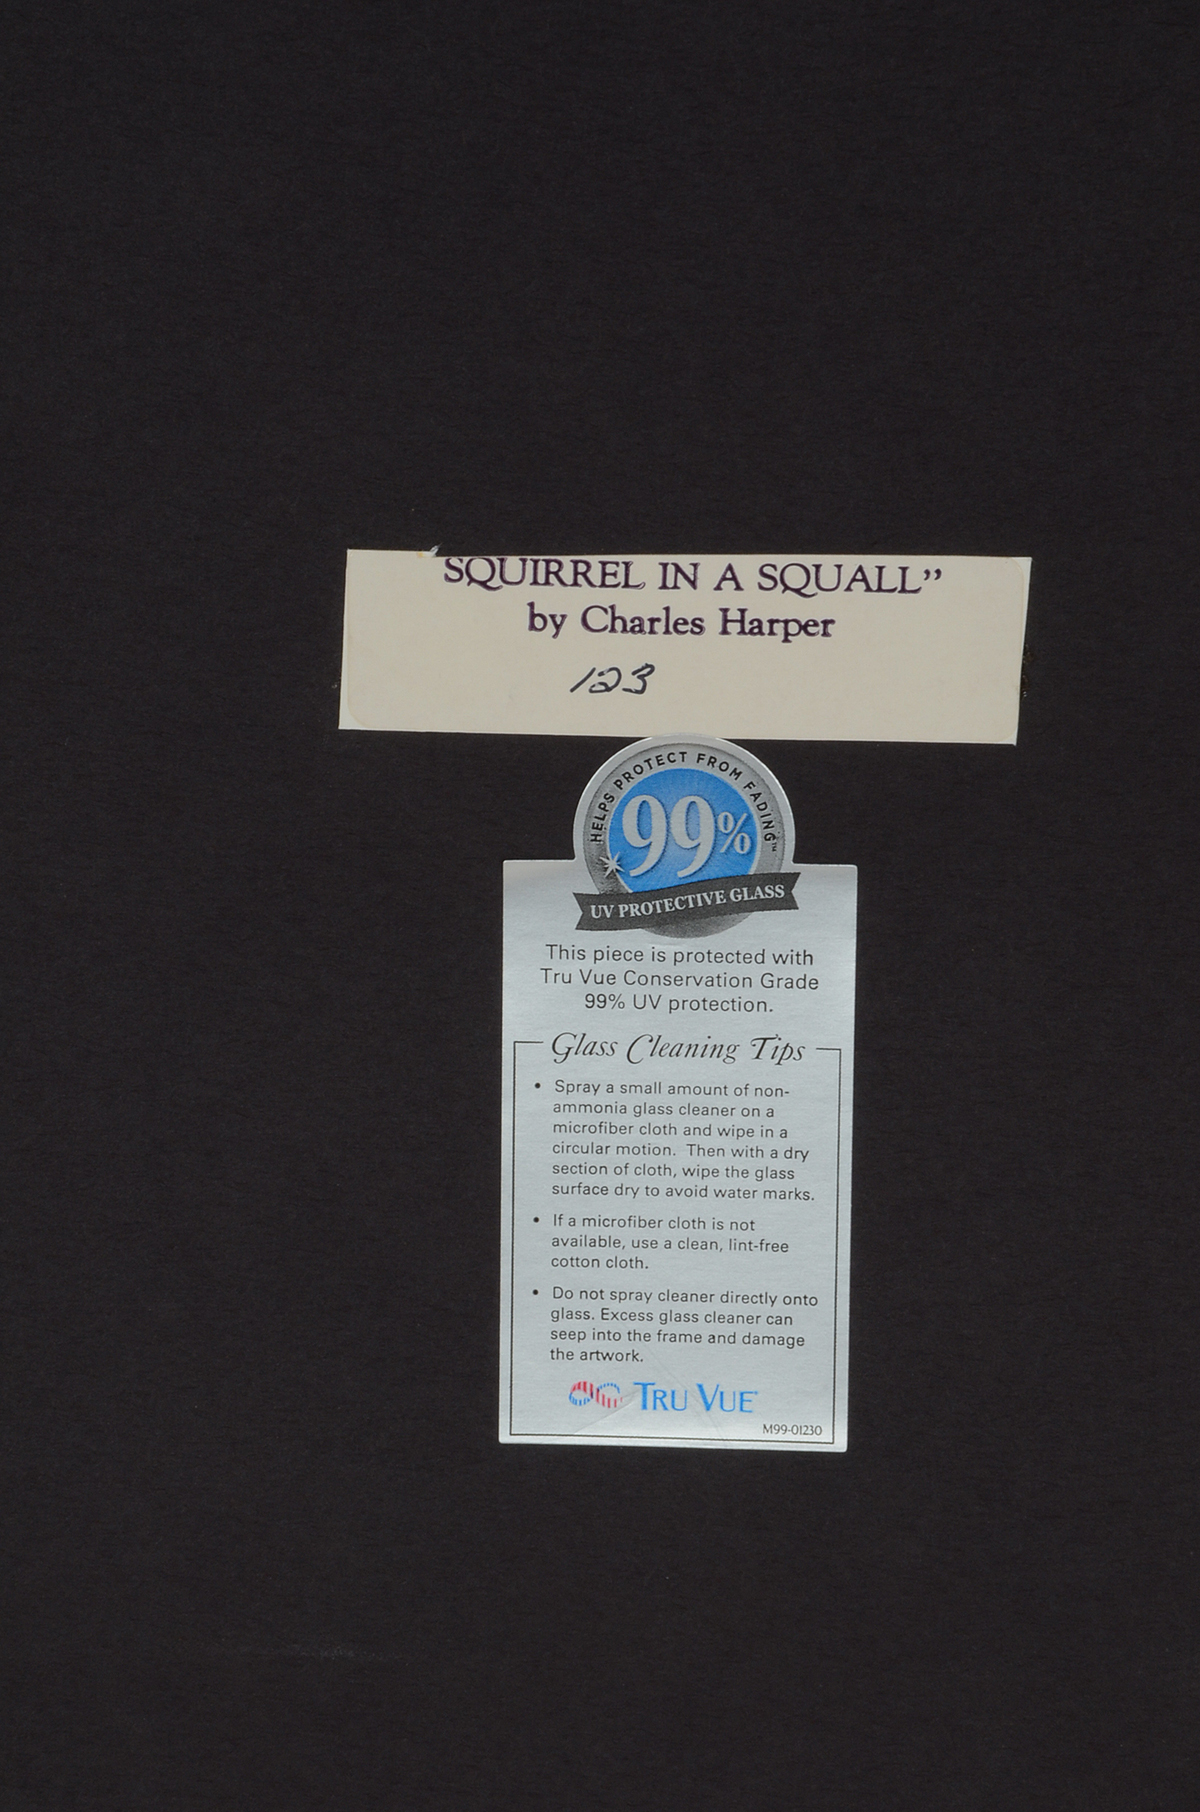 SQUIRREL IN A SQUALL”
by Charles Harper
123
HELPS PROTECT FROM FADING™
99%
UV PROTECTIVE GLASS
This piece is protected with
Tru Vue Conservation Grade
99% UV protection.
Glass Cleaning Tips
• Spray a small amount of non-
ammonia glass cleaner on a
microfiber cloth and wipe in a
circular motion. Then with a dry
section of cloth, wipe the glass
surface dry to avoid water marks.
• If a microfiber cloth is not
available, use a clean, lint-free
cotton cloth.
• Do not spray cleaner directly onto
glass. Excess glass cleaner can
seep into the frame and damage
the artwork.
TRU VUE®
M99-01230